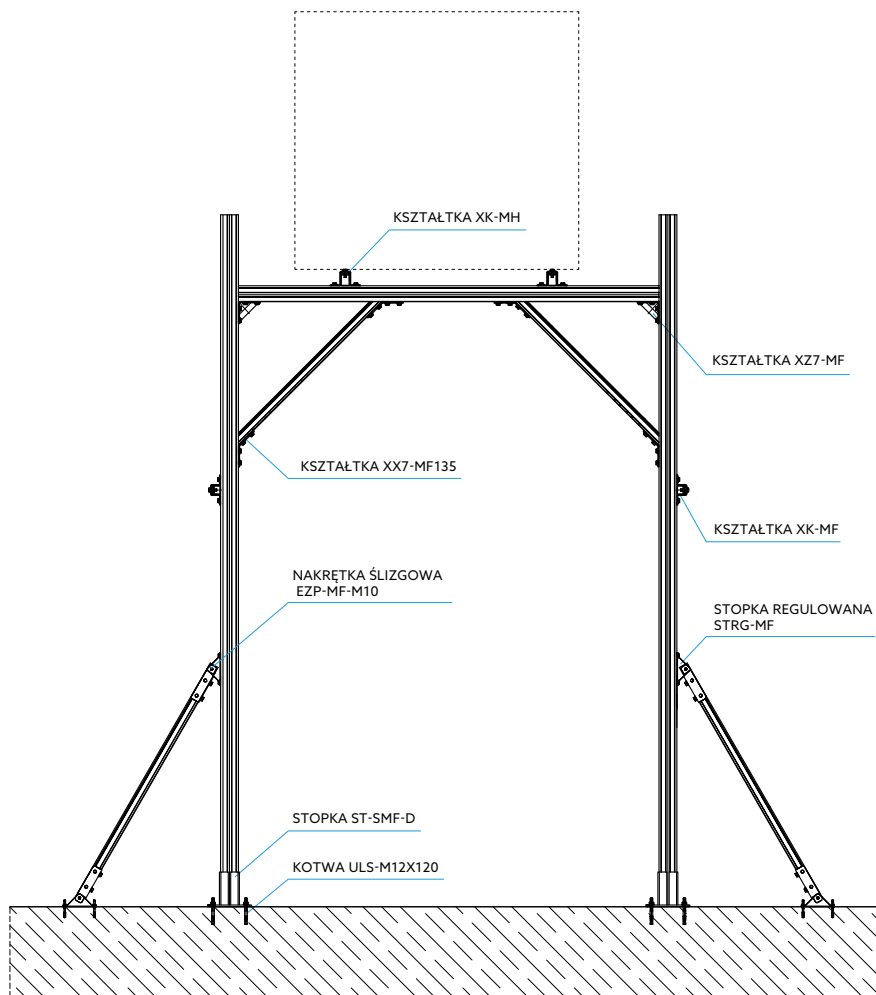 KSZTAŁTKA XK-MH
KSZTAŁTKA XZ7-MF
KSZTAŁTKA XX7-MF135
KSZTAŁTKA XK-MF
NAKRĘTKA ŚLIZGOWA
EZP-MF-M10
STOPKA REGULOWANA
STRG-MF
STOPKA ST-SMF-D
KOTWA ULS-M12X120